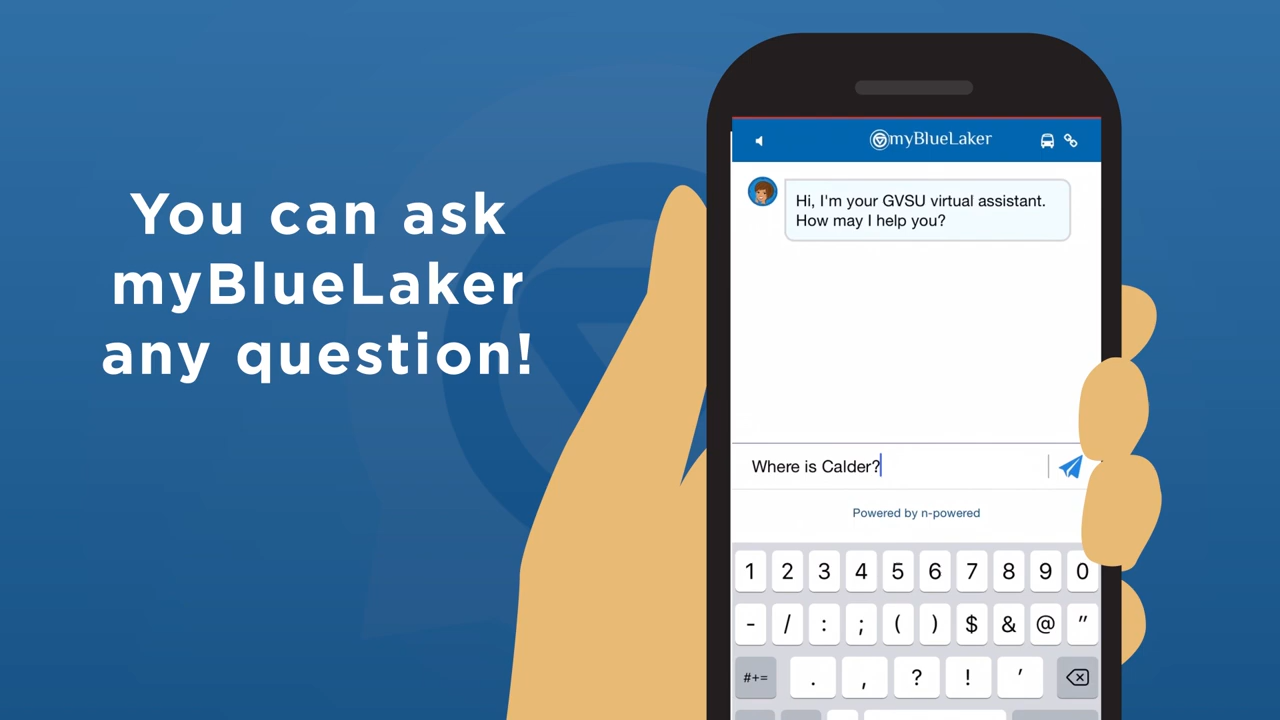 You can ask
myBlueLaker
any question!
myBlueLaker
Hi, I'm your GVSU virtual assistant.
How may I help you?
Where is Calder?
Powered by n-powered
1 2 3 4 5 6 7 8 9 0
- / : ; ( ) $ & @ "
#+= . , ? ! '